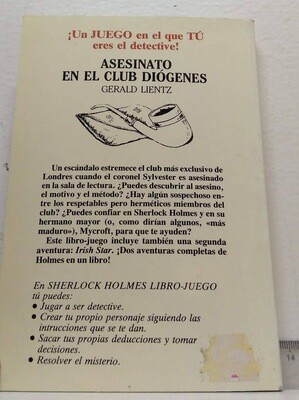 ¡Un JUEGO en el que TÚ
eres el detective!
ASESINATO
EN EL CLUB DIÓGENES
GERALD LIENTZ
Un escándalo estremece el club más exclusivo de
Londres cuando el coronel Sylvester es asesinado
en la sala de lectura. ¿Puedes descubrir al asesino,
el motivo y el método? ¿Hay algún sospechoso en-
tre los respetables pero herméticos miembros del
club? ¿Puedes confiar en Sherlock Holmes y en su
hermano mayor (o, como dirían algunos, «más
maduro»), Mycroft, para que te ayuden?
Este libro-juego incluye también una segunda
aventura: Irish Star. ¡Dos aventuras completas de
Holmes en un libro!
En SHERLOCK HOLMES LIBRO-JUEGO
tú puedes:
● Jugar a ser detective.
● Crear tu propio personaje siguiendo las
intrucciones que se te dan.
● Sacar tus propias deducciones y tomar
decisiones.
● Resolver el misterio.
14